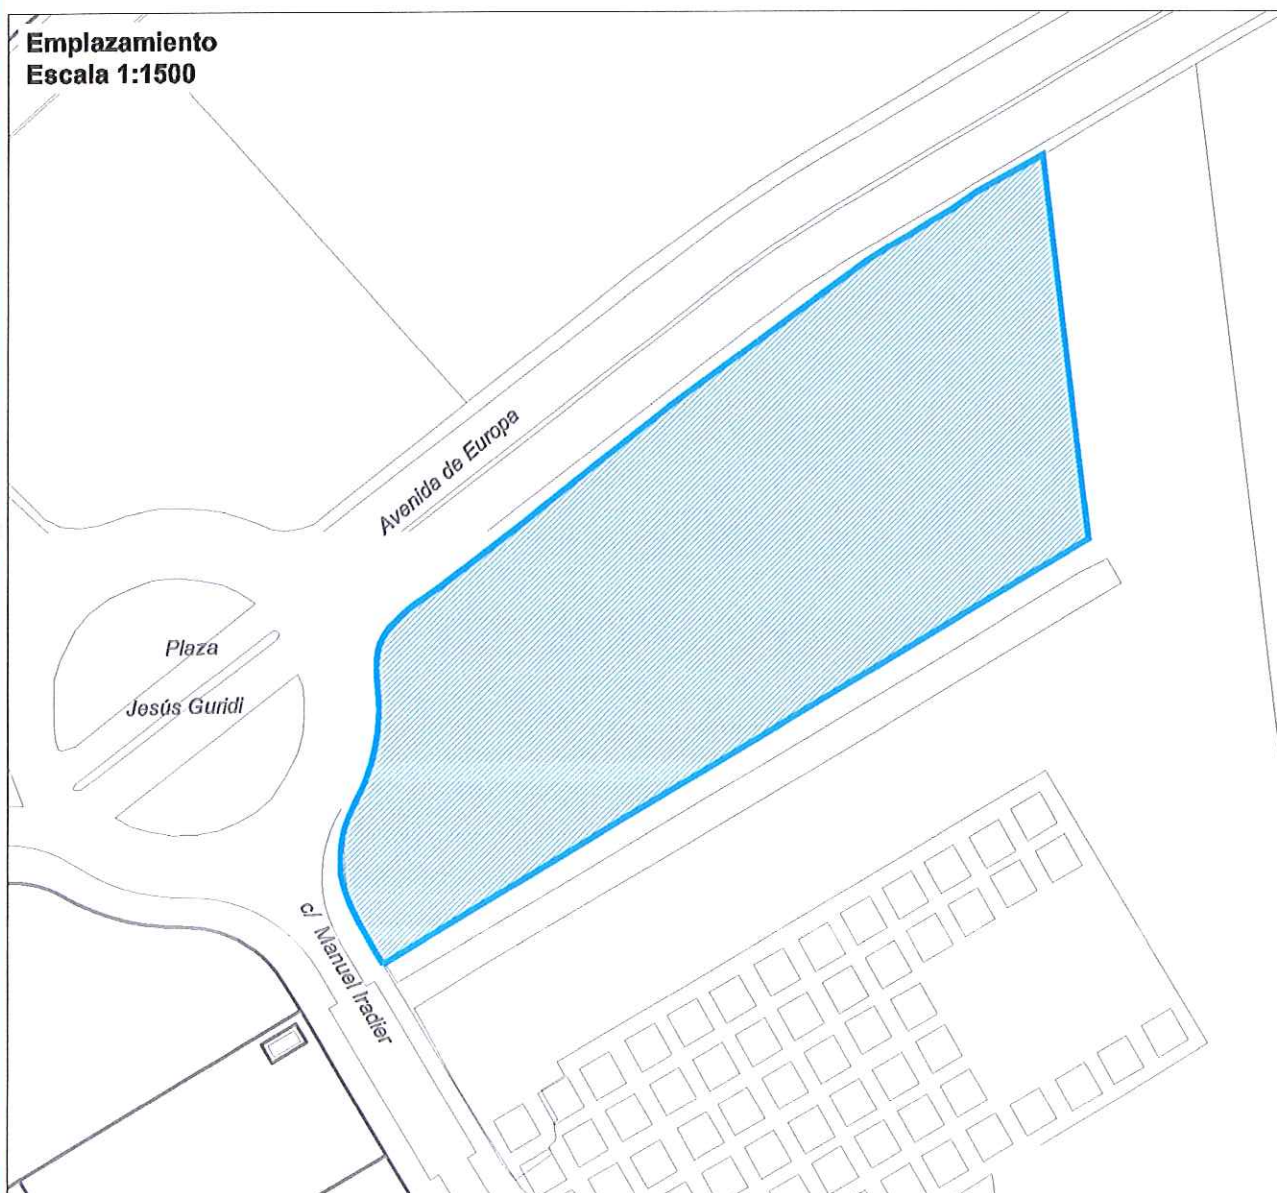 Emplazamiento
Escala 1:1500
Avenida de Europa
Plaza
Jesús Guridi
c/ Manuel Iradier